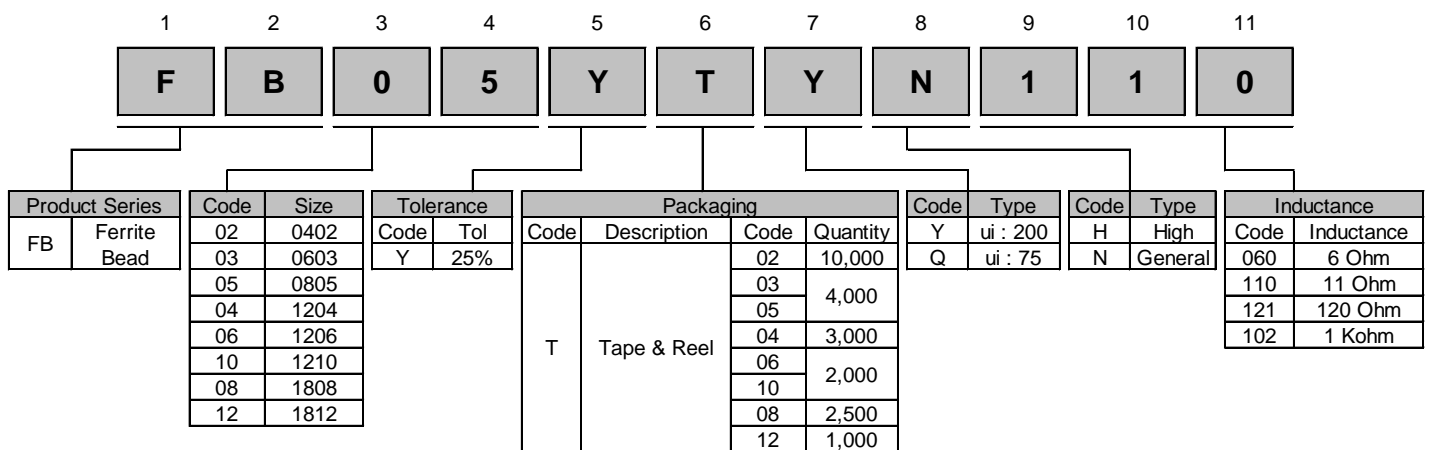 1 2 3 4 5 6 7 8 9 10 11
F B 0 5 Y T Y N 1 1 0
Product Series Code Size Tolerance Packaging Code Type Code Type Inductance
FB Ferrite Bead 02 0402 Code Tol Code Description Code Quantity Y ui : 200 H High Code Inductance
03 0603 Y 25% 02 10,000 Q ui : 75 N General 060 6 Ohm
05 0805 03 4,000 110 11 Ohm
04 1204 05 121 120 Ohm
06 1206 T Tape & Reel 04 3,000 102 1 Kohm
10 1210 06 2,000
08 1808 10
12 1812 08 2,500
12 1,000